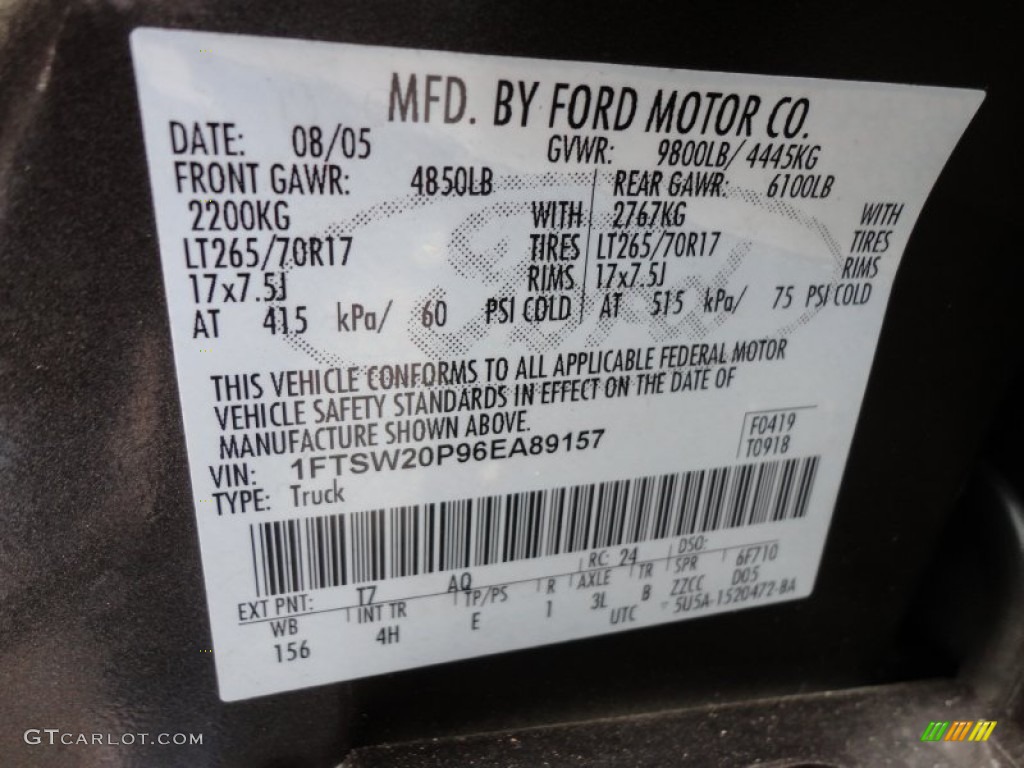 MFD. BY FORD MOTOR CO.
DATE: 08/05 GVWR: 9800LB/ 4445KG
FRONT GAWR: 4850LB REAR GAWR: 6100LB
2200KG WITH 2767KG WITH
LT265/70R17 TIRES LT265/70R17 TIRES
17x7.5J RIMS 17x7.5J RIMS
AT 415 kPa/ 60 PSI COLD AT 515 kPa/ 75 PSI COLD
THIS VEHICLE CONFORMS TO ALL APPLICABLE FEDERAL MOTOR
VEHICLE SAFETY STANDARDS IN EFFECT ON THE DATE OF
MANUFACTURE SHOWN ABOVE.
F0419
VIN: 1FTSW20P96EA89157 T0918
TYPE: Truck
EXT PNT: T7 AQ RC: 24 DSO:
WB INT TR TP/PS R AXLE TR SPR 6F710
156 4H E 1 3L B ZZCC D05
UTC 5U5A-1520472-BA
Ford
GTCARLOT.COM